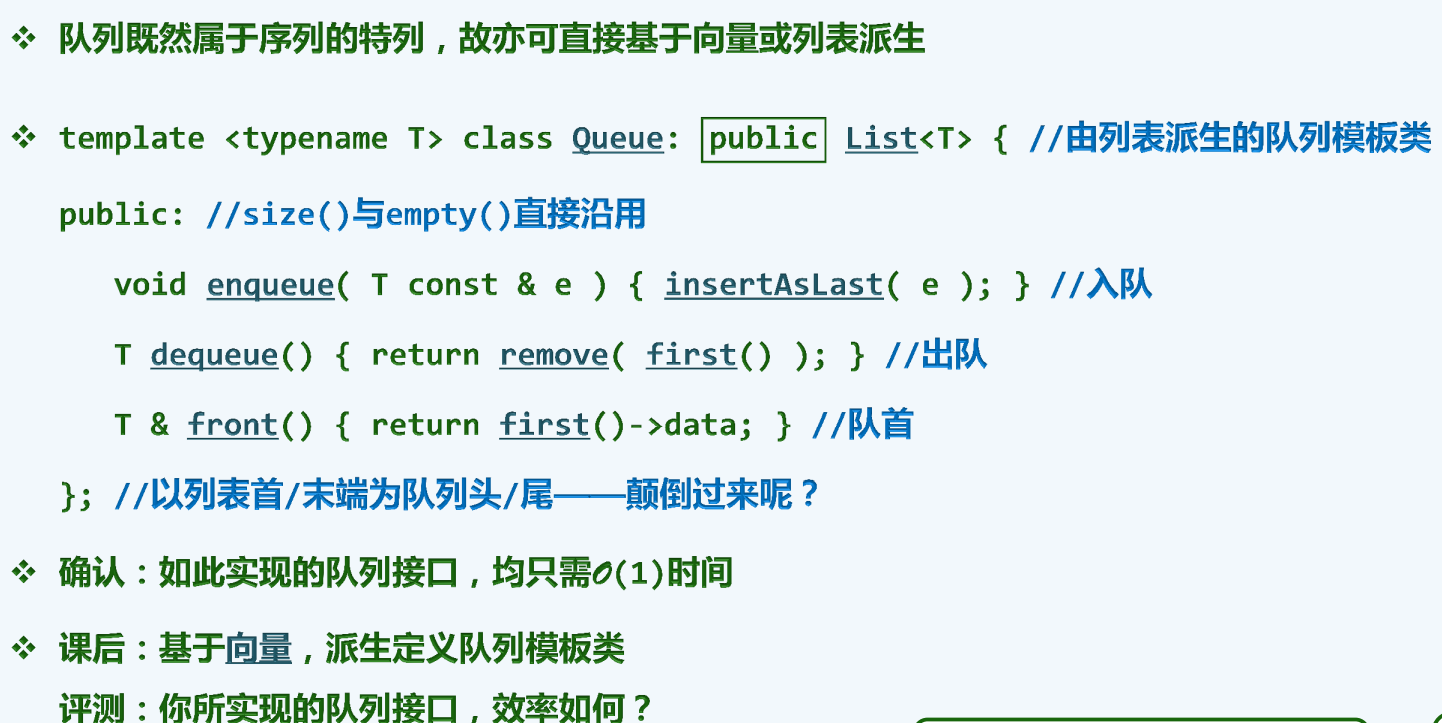 ❖ 队列既然属于序列的特列，故亦可直接基于向量或列表派生
❖ template <typename T> class Queue: public List<T> { //由列表派生的队列模板类
public: //size()与empty()直接沿用
void enqueue( T const & e ) { insertAsLast( e ); } //入队
T dequeue() { return remove( first() ); } //出队
T & front() { return first()->data; } //队首
}; //以列表首/末端为队列头/尾——颠倒过来呢？
❖ 确认：如此实现的队列接口，均只需O(1)时间
❖ 课后：基于向量，派生定义队列模板类
评测：你所实现的队列接口，效率如何？